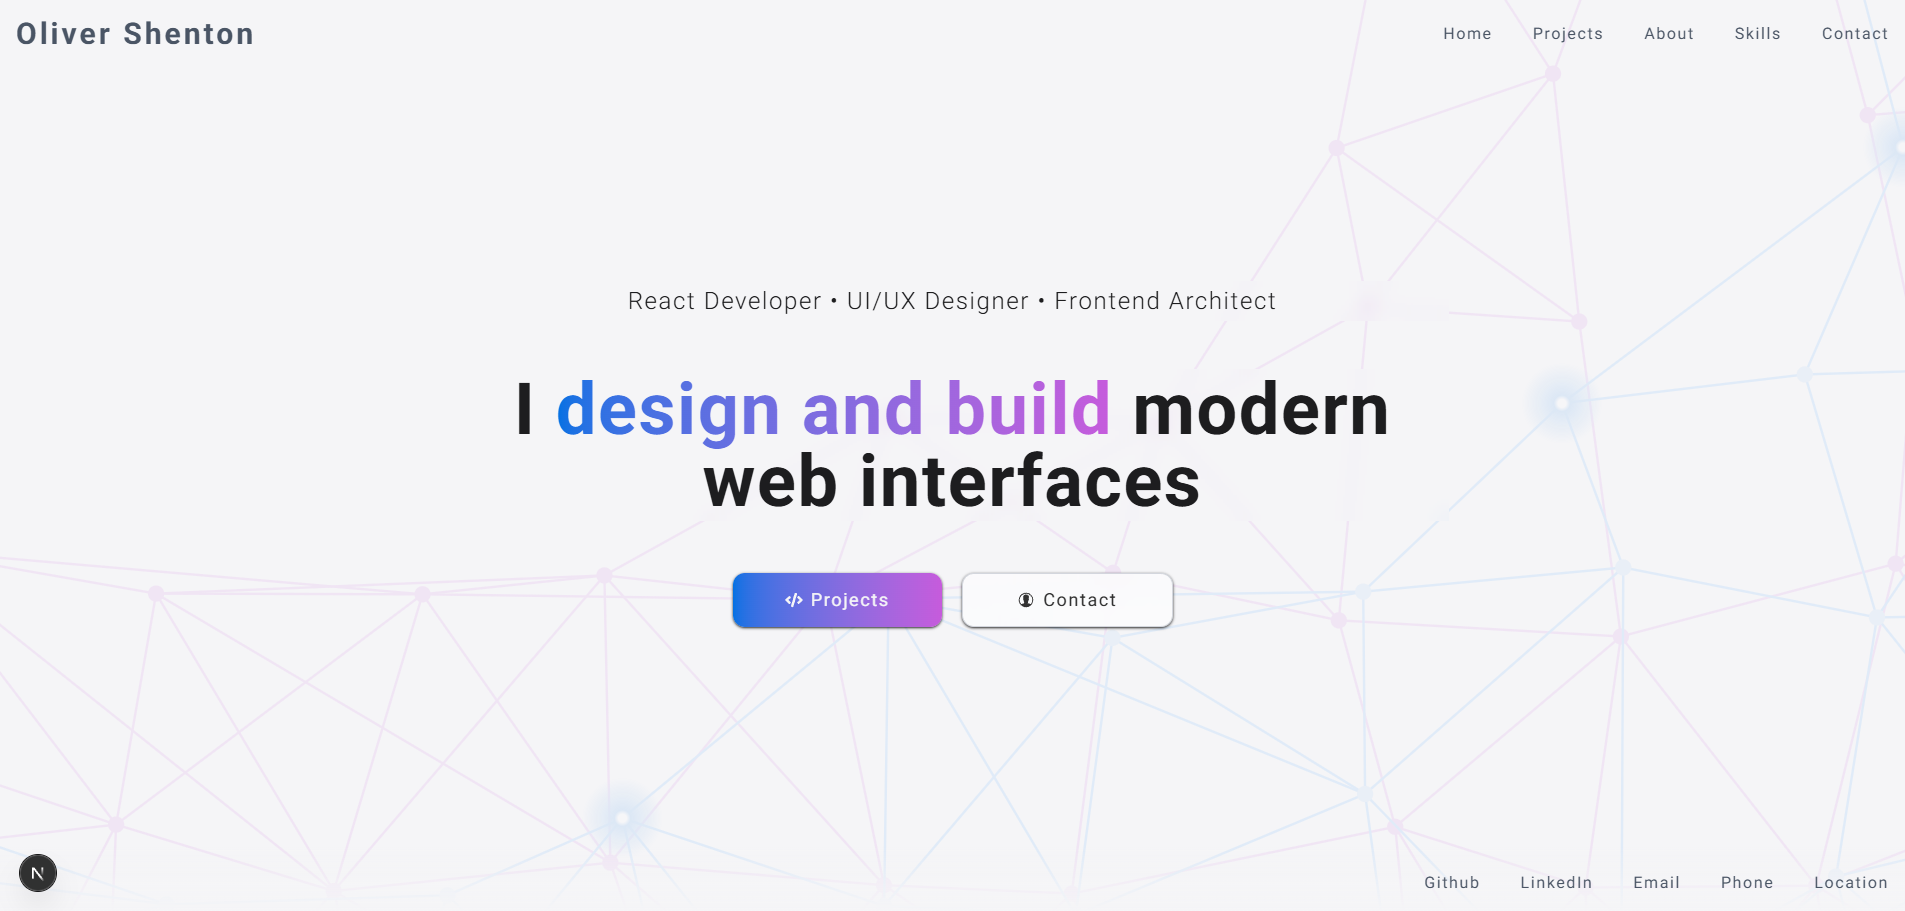 Oliver Shenton
Home Projects About Skills Contact
React Developer • UI/UX Designer • Frontend Architect
I design and build modern
web interfaces
</> Projects
Contact
N
Github LinkedIn Email Phone Location